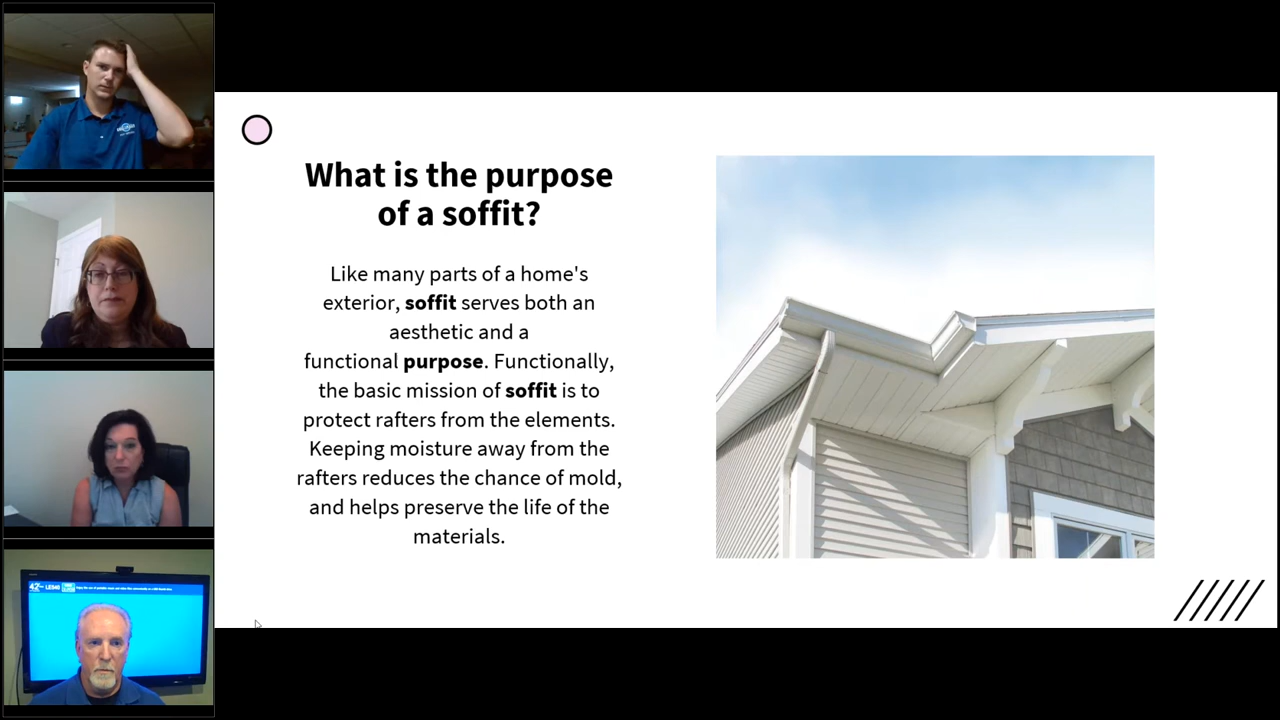 What is the purpose
of a soffit?
Like many parts of a home's
exterior, soffit serves both an
aesthetic and a
functional purpose. Functionally,
the basic mission of soffit is to
protect rafters from the elements.
Keeping moisture away from the
rafters reduces the chance of mold,
and helps preserve the life of the
materials.
42